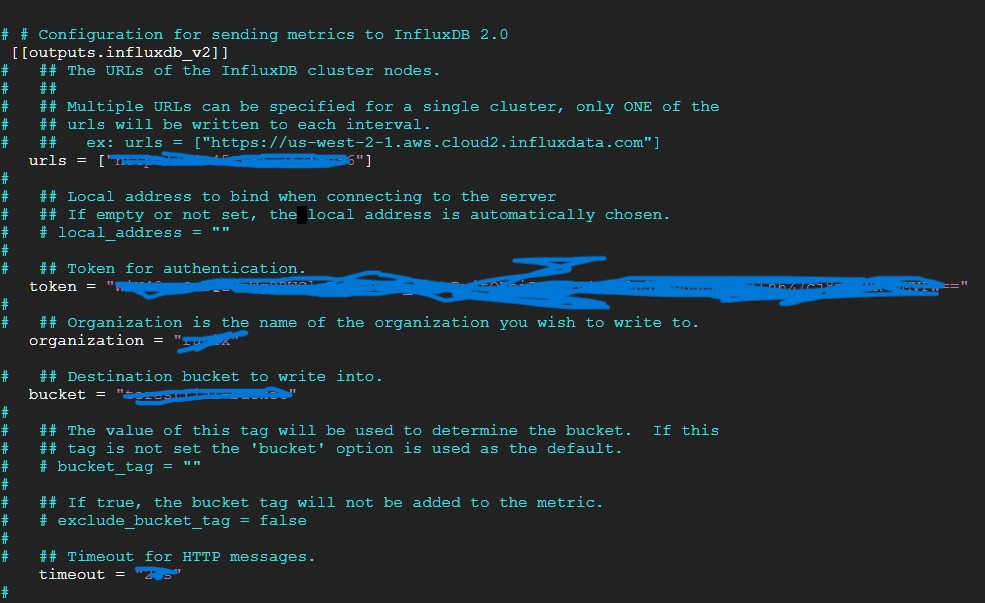 # # Configuration for sending metrics to InfluxDB 2.0
[[outputs.influxdb_v2]]
#   ## The URLs of the InfluxDB cluster nodes.
#   ##
#   ## Multiple URLs can be specified for a single cluster, only ONE of the
#   ## urls will be written to each interval.
#   ##   ex: urls = ["https://us-west-2-1.aws.cloud2.influxdata.com"]
urls = [" "]
#
#   ## Local address to bind when connecting to the server
#   ## If empty or not set, the local address is automatically chosen.
#   # local_address = ""
#
#   ## Token for authentication.
token = " =="
#
#   ## Organization is the name of the organization you wish to write to.
organization = " "
#   ## Destination bucket to write into.
bucket = " "
#
#   ## The value of this tag will be used to determine the bucket.  If this
#   ## tag is not set the 'bucket' option is used as the default.
#   # bucket_tag = ""
#
#   ## If true, the bucket tag will not be added to the metric.
#   # exclude_bucket_tag = false
#
#   ## Timeout for HTTP messages.
timeout = " "
#